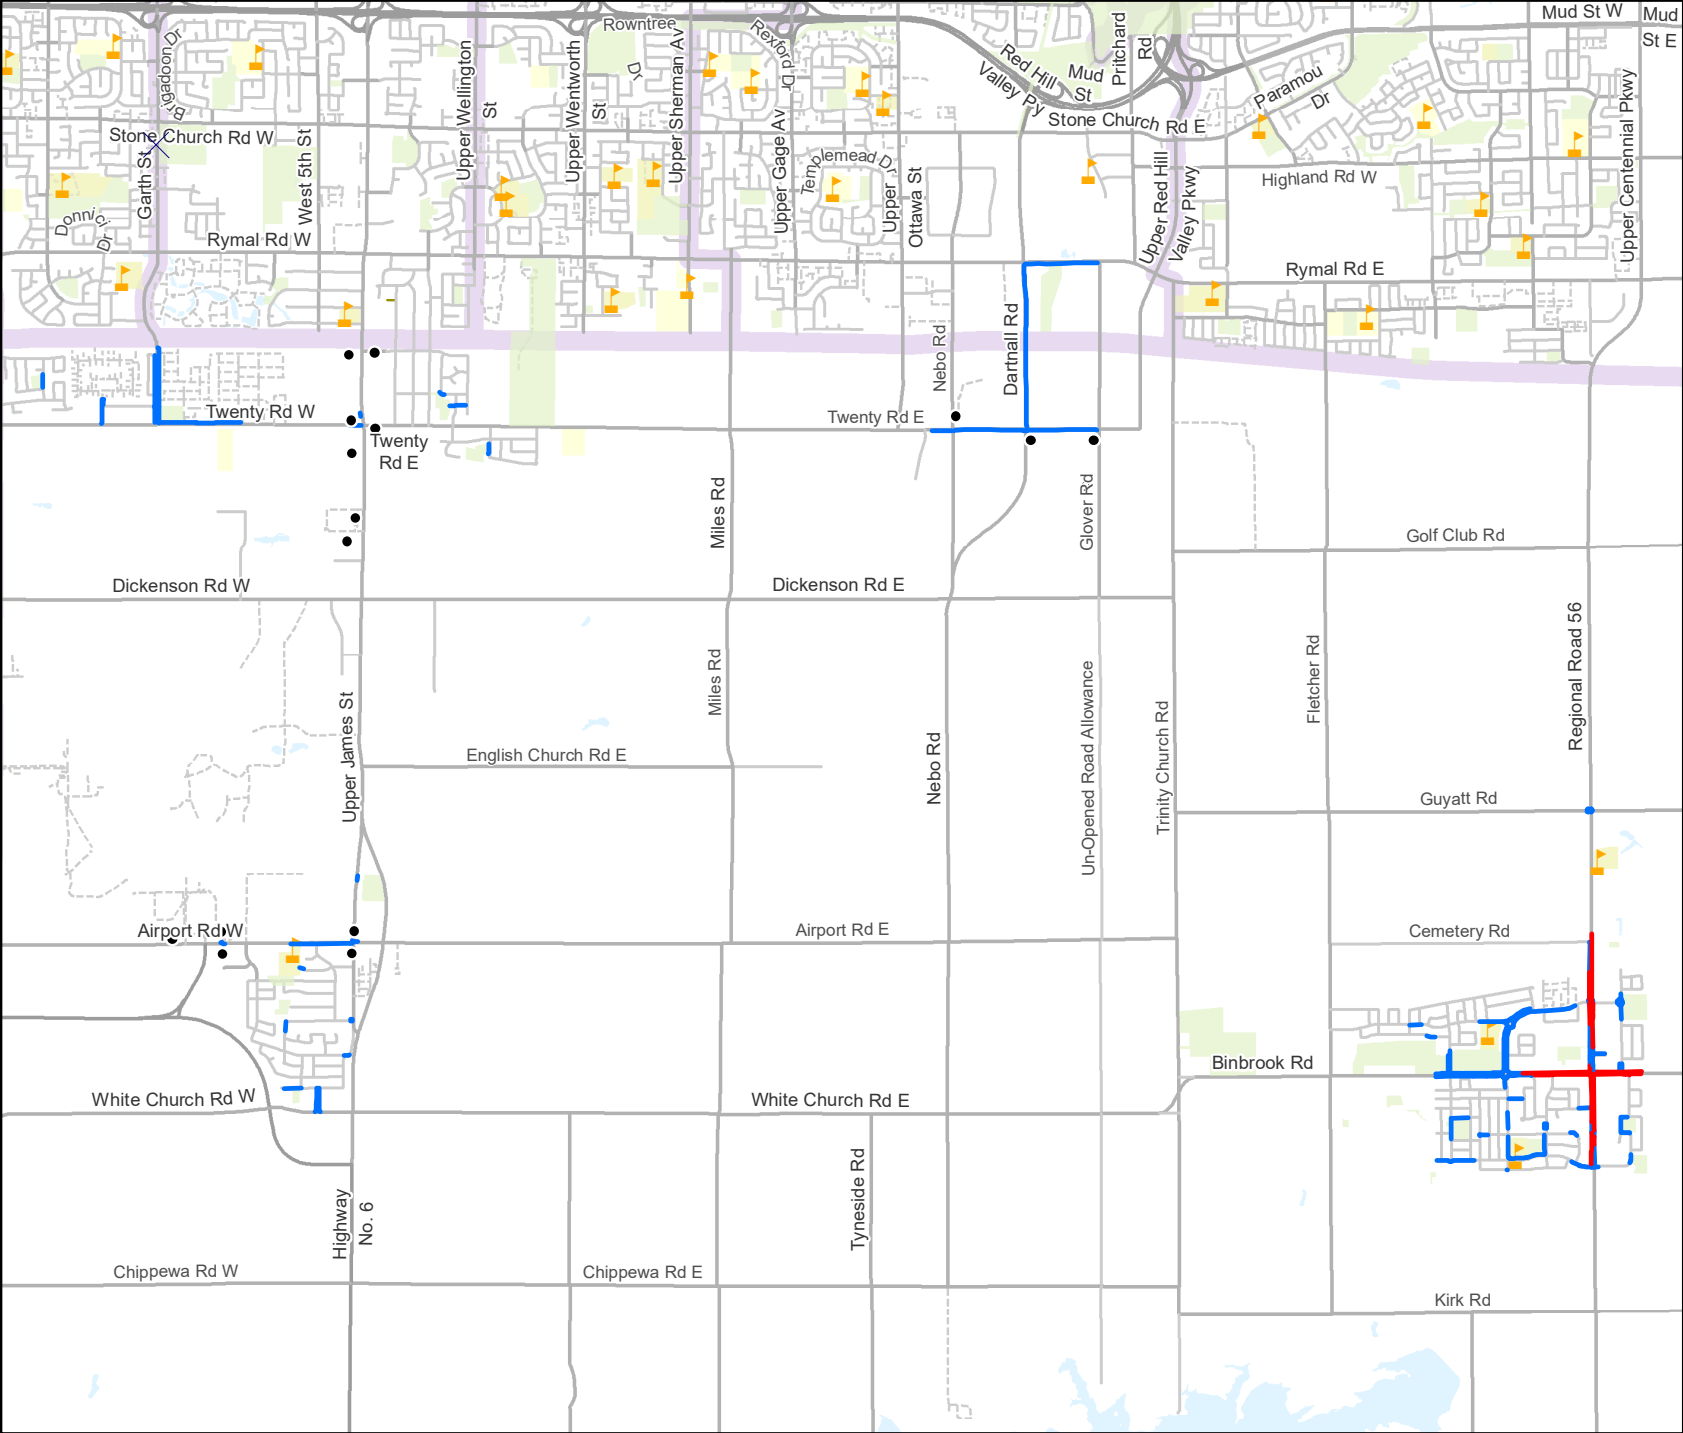 Mud St W
Mud
St E
Rowntree
Dr
Rexford Dr
Pritchard
Rd
Brigadoon Dr
Upper Wellington
St
Upper Wentworth
St
Upper Sherman Av
Red Hill
Valley Py
Mud
St
Paramou
Dr
Stone Church Rd W
Stone Church Rd E
Garth St
West 5th St
Upper Gage Av
Templemead Dr
Upper
Ottawa St
Upper Red Hill
Valley Pkwy
Highland Rd W
Upper Centennial Pkwy
Donnici
Dr
Rymal Rd W
Rymal Rd E
Nebo Rd
Dartnall Rd
Twenty Rd W
Twenty
Rd E
Twenty Rd E
Miles Rd
Glover Rd
Golf Club Rd
Dickenson Rd W
Dickenson Rd E
Miles Rd
Upper James St
English Church Rd E
Nebo Rd
Un-Opened Road Allowance
Trinity Church Rd
Fletcher Rd
Regional Road 56
Guyatt Rd
Airport Rd W
Airport Rd E
Cemetery Rd
Binbrook Rd
White Church Rd W
White Church Rd E
Tyneside Rd
Highway
No. 6
Chippewa Rd W
Chippewa Rd E
Kirk Rd